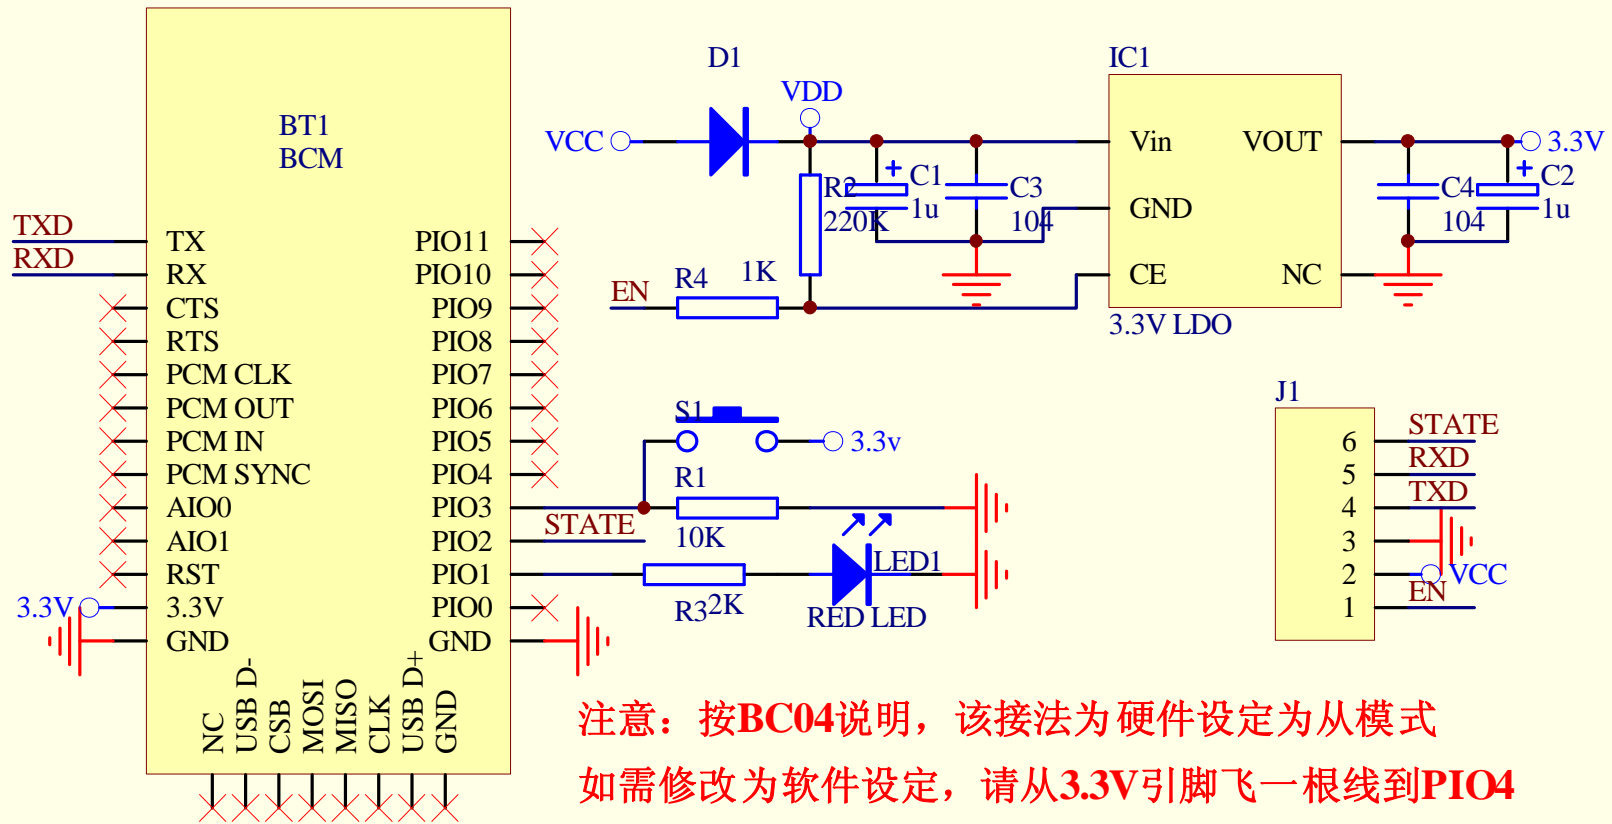 BT1
BCM
TXD
RXD
TX
RX
CTS
RTS
PCM CLK
PCM OUT
PCM IN
PCM SYNC
AIO0
AIO1
RST
3.3V
3.3V
GND
PIO11
PIO10
PIO9
PIO8
PIO7
PIO6
PIO5
PIO4
PIO3
PIO2
PIO1
PIO0
GND
NC
USB D-
CSB
MOSI
MISO
CLK
USB D+
GND
D1
VCC
VDD
R2
220K
+
C1
1u
C3
104
EN
R4
1K
IC1
Vin
VOUT
GND
CE
NC
3.3V LDO
3.3V
C4
104
+
C2
1u
S1
3.3v
R1
10K
STATE
R3
2K
LED1
RED LED
J1
6
5
4
3
2
1
STATE
RXD
TXD
VCC
EN
注意：按BC04说明，该接法为硬件设定为从模式
如需修改为软件设定，请从3.3V引脚飞一根线到PIO4